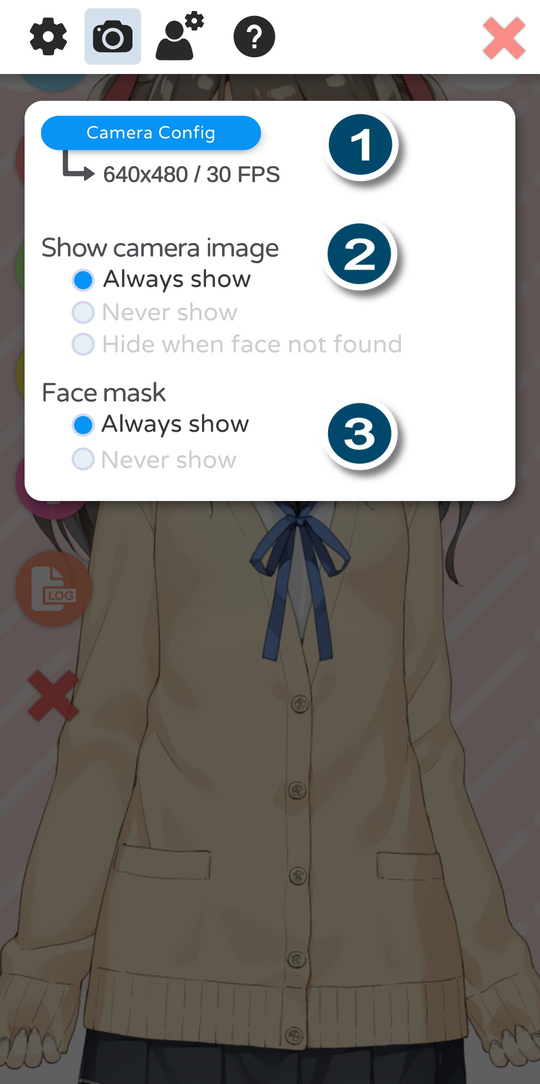 ?
Camera Config
1
640x480 / 30 FPS
Show camera image
2
Always show
Never show
Hide when face not found
Face mask
Always show
3
Never show
LOG